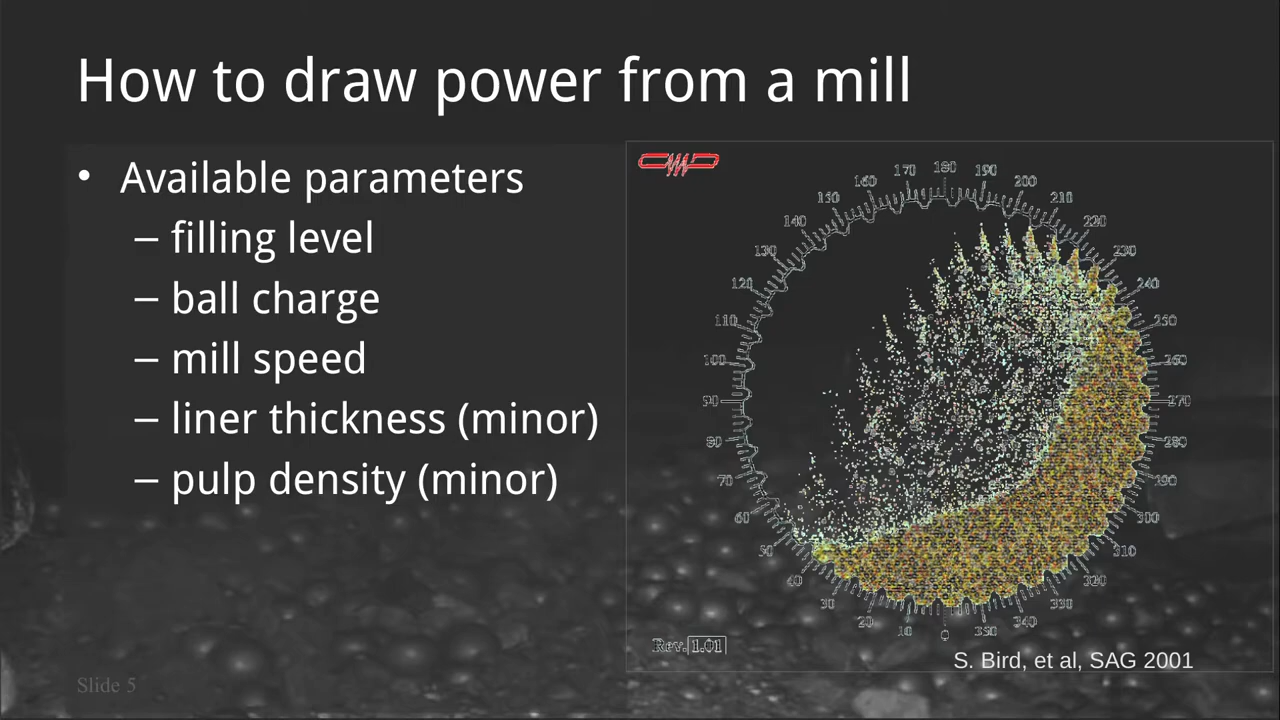 How to draw power from a mill
• Available parameters
– filling level
– ball charge
– mill speed
– liner thickness (minor)
– pulp density (minor)
180
170 190
160 200
150 210
140 220
130 230
120 240
110 250
100 260
90 270
80 280
70 290
60 300
50 310
40 320
30 330
20 340
10 350
0
Rev. 1.01
S. Bird, et al, SAG 2001
Slide 5